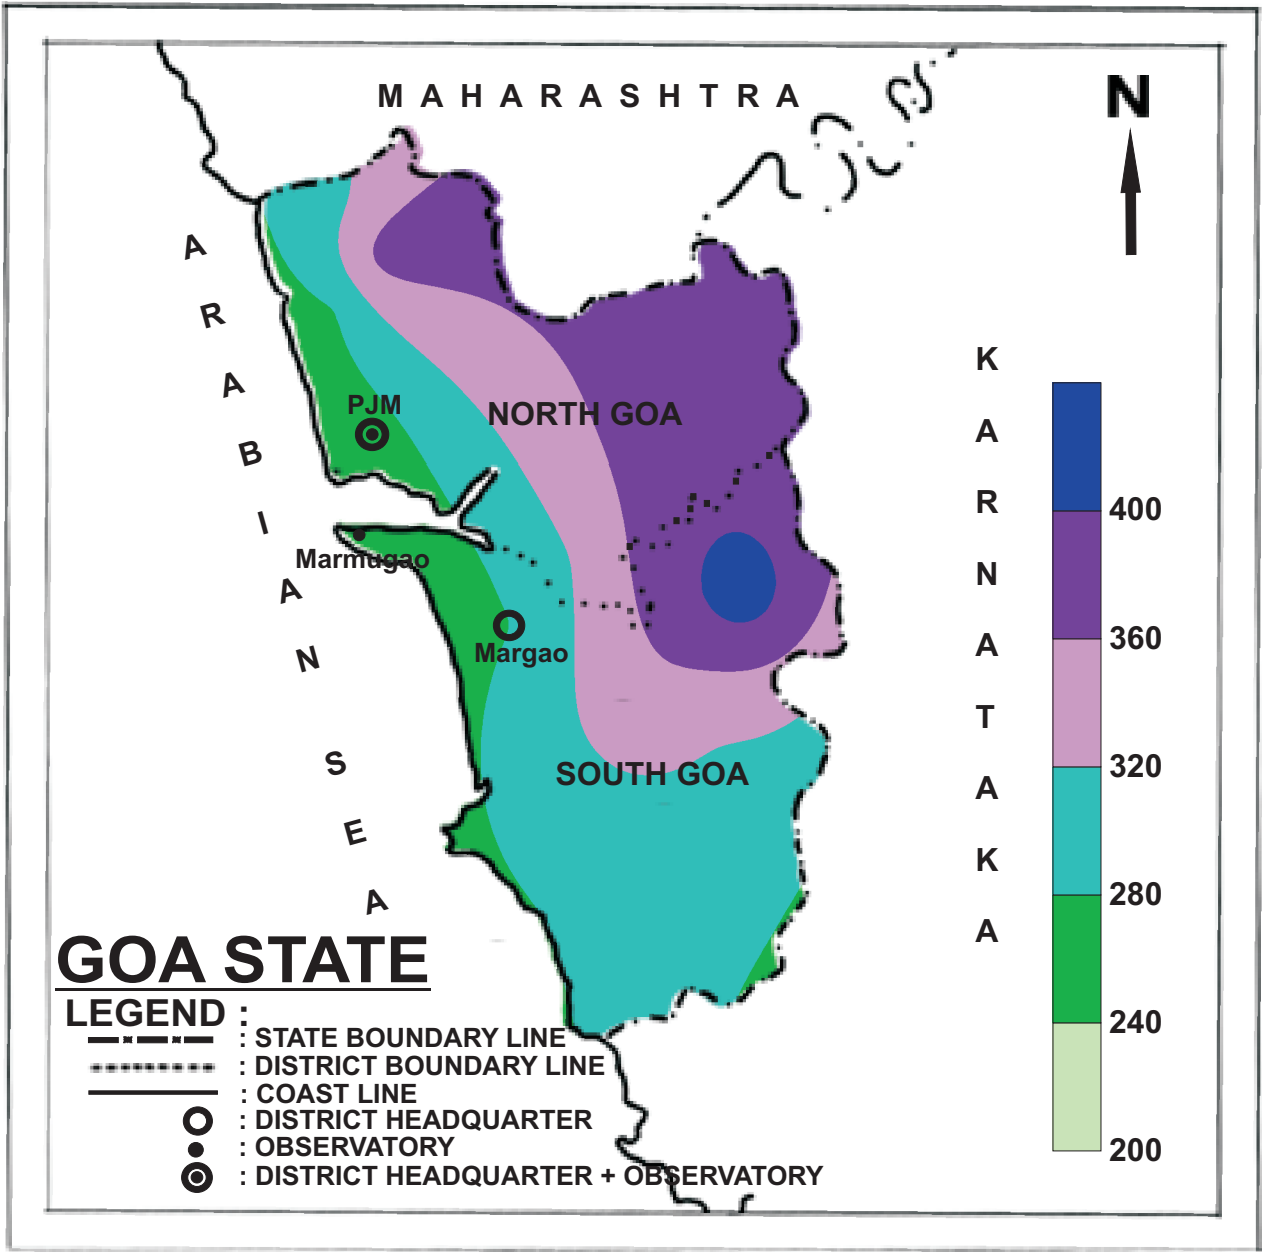 MAHARASHTRA
N
ARABIAN SEA
KARNATAKA
PJM
NORTH GOA
Marmugao
Margao
SOUTH GOA
400
360
320
280
240
200
GOA STATE
LEGEND :
: STATE BOUNDARY LINE
: DISTRICT BOUNDARY LINE
: COAST LINE
: DISTRICT HEADQUARTER
: OBSERVATORY
: DISTRICT HEADQUARTER + OBSERVATORY